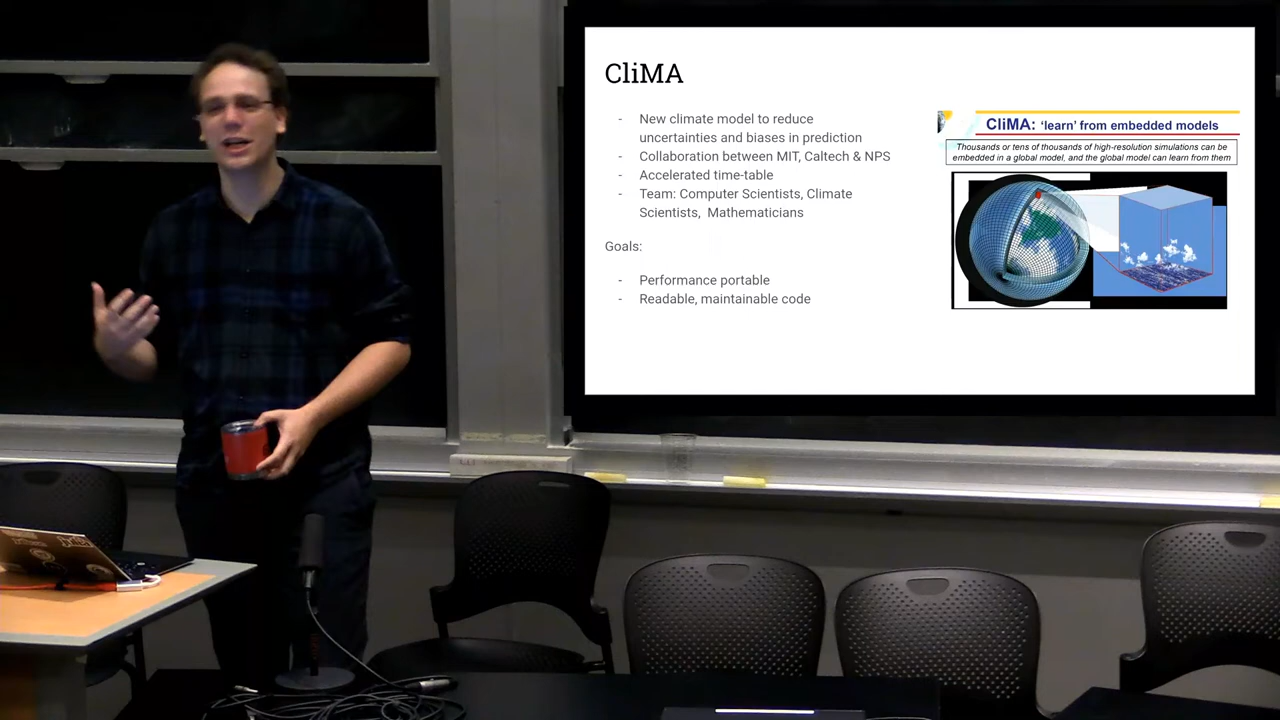 CliMA
- New climate model to reduce
uncertainties and biases in prediction
- Collaboration between MIT, Caltech & NPS
- Accelerated time-table
- Team: Computer Scientists, Climate
Scientists, Mathematicians
Goals:
- Performance portable
- Readable, maintainable code
CliMA: ‘learn’ from embedded models
Thousands or tens of thousands of high-resolution simulations can be
embedded in a global model, and the global model can learn from them